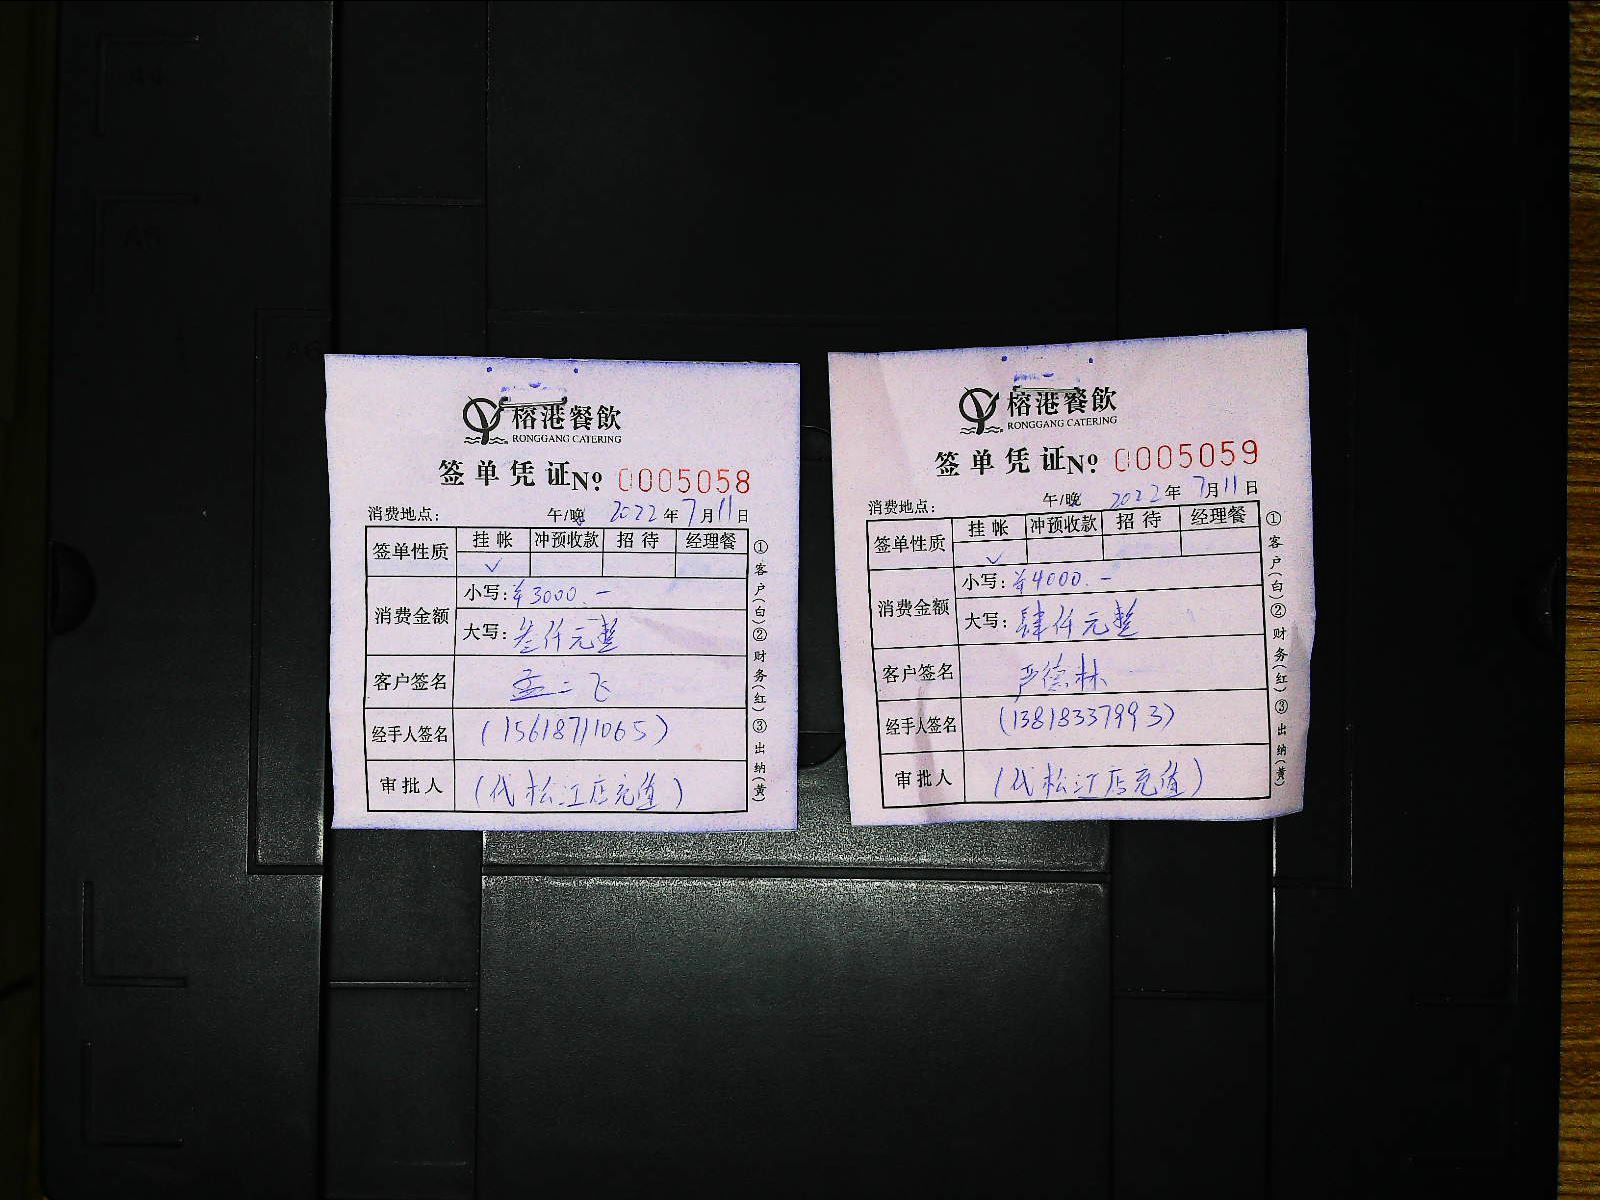 榕港餐飲
RONGGANG CATERING
签单凭证No 0005058
消费地点: 午/晚 2022年7月11日
签单性质 挂帐 冲预收款 招待 经理餐
✓
消费金额 小写: ¥3000.-
大写: 叁仟元整
客户签名 孟二飞
经手人签名 (15618711065)
审批人 (代松江店充值)
①客户(白)②财务(红)③出纳(黄)
榕港餐飲
RONGGANG CATERING
签单凭证No 0005059
消费地点: 午/晚 2022年7月11日
签单性质 挂帐 冲预收款 招待 经理餐
✓
消费金额 小写: ¥4000.-
大写: 肆仟元整
客户签名 严德林
经手人签名 (13818337993)
审批人 (代松江店充值)
①客户(白)②财务(红)③出纳(黄)